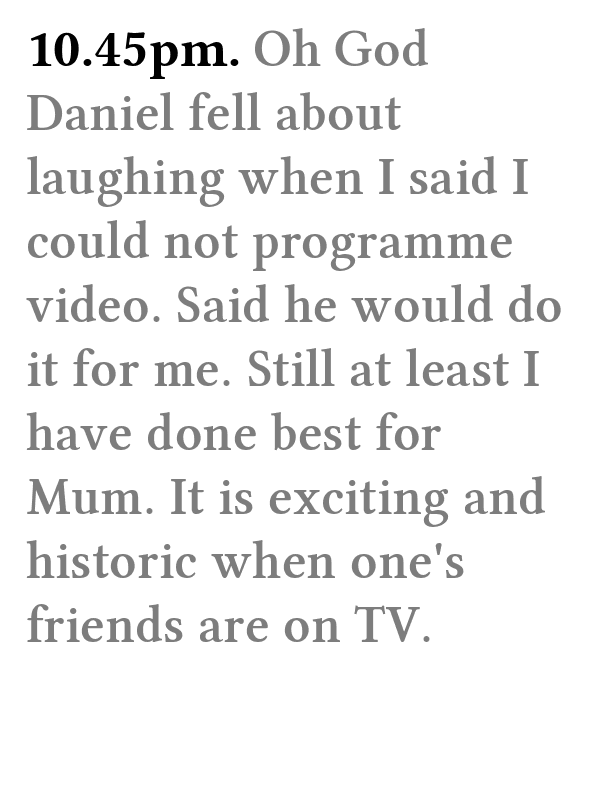 10.45pm. Oh God
Daniel fell about
laughing when I said I
could not programme
video. Said he would do
it for me. Still at least I
have done best for
Mum. It is exciting and
historic when one's
friends are on TV.